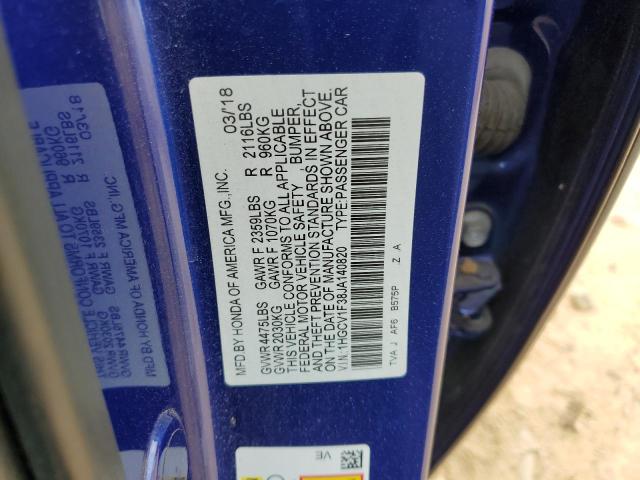 MFD.BY HONDA OF AMERICA MFG.,INC. 03/'18
GVWR 4475LBS GAWR F 2359LBS R 2116LBS
GVWR 2030KG GAWR F 1070KG R 960KG
THIS VEHICLE CONFORMS TO ALL APPLICABLE
FEDERAL MOTOR VEHICLE SAFETY, BUMPER,
AND THEFT PREVENTION STANDARDS IN EFFECT
ON THE DATE OF MANUFACTURE SHOWN ABOVE.
V.I.N.:1HGCV1F38JA140820 TYPE:PASSENGER CAR
TVA J AF6 B575P Z A
VE